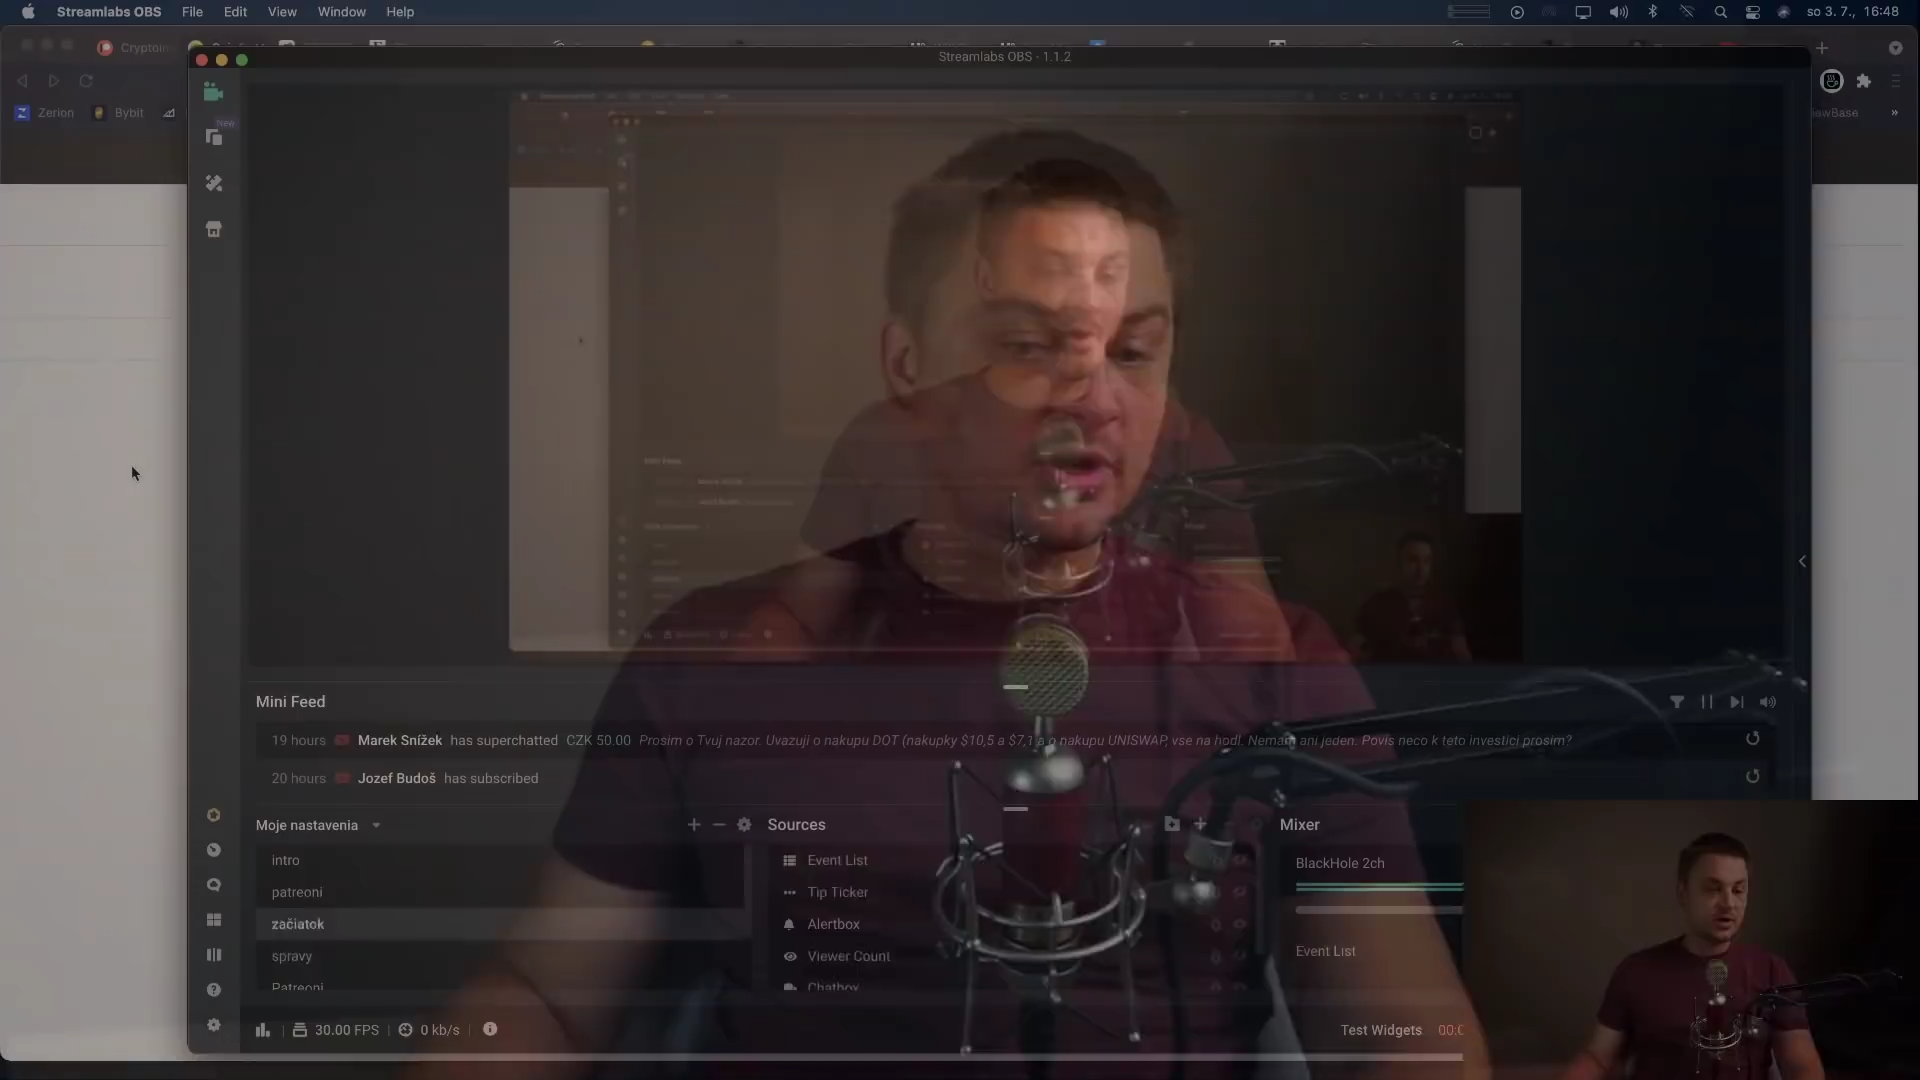 Streamlabs OBS File Edit View Window Help so 3. 7., 16:48
Streamlabs OBS - 1.1.2
Zerion Bybit
New
Mini Feed
19 hours Marek Snížek has superchatted CZK 50.00 Prosim o Tvuj nazor. Uvazuji o nakupu DOT (nakupky $10,5 a $7,1 a o nakupu UNISWAP, vse na hodl. Nemam ani jeden. Povis neco k teto investici prosim?
20 hours Jozef Budoš has subscribed
Moje nastavenia Sources Mixer
intro Event List BlackHole 2ch
patreoni Tip Ticker
začiatok Alertbox
spravy Viewer Count Event List
Patreoni Chatbox
30.00 FPS 0 kb/s Test Widgets